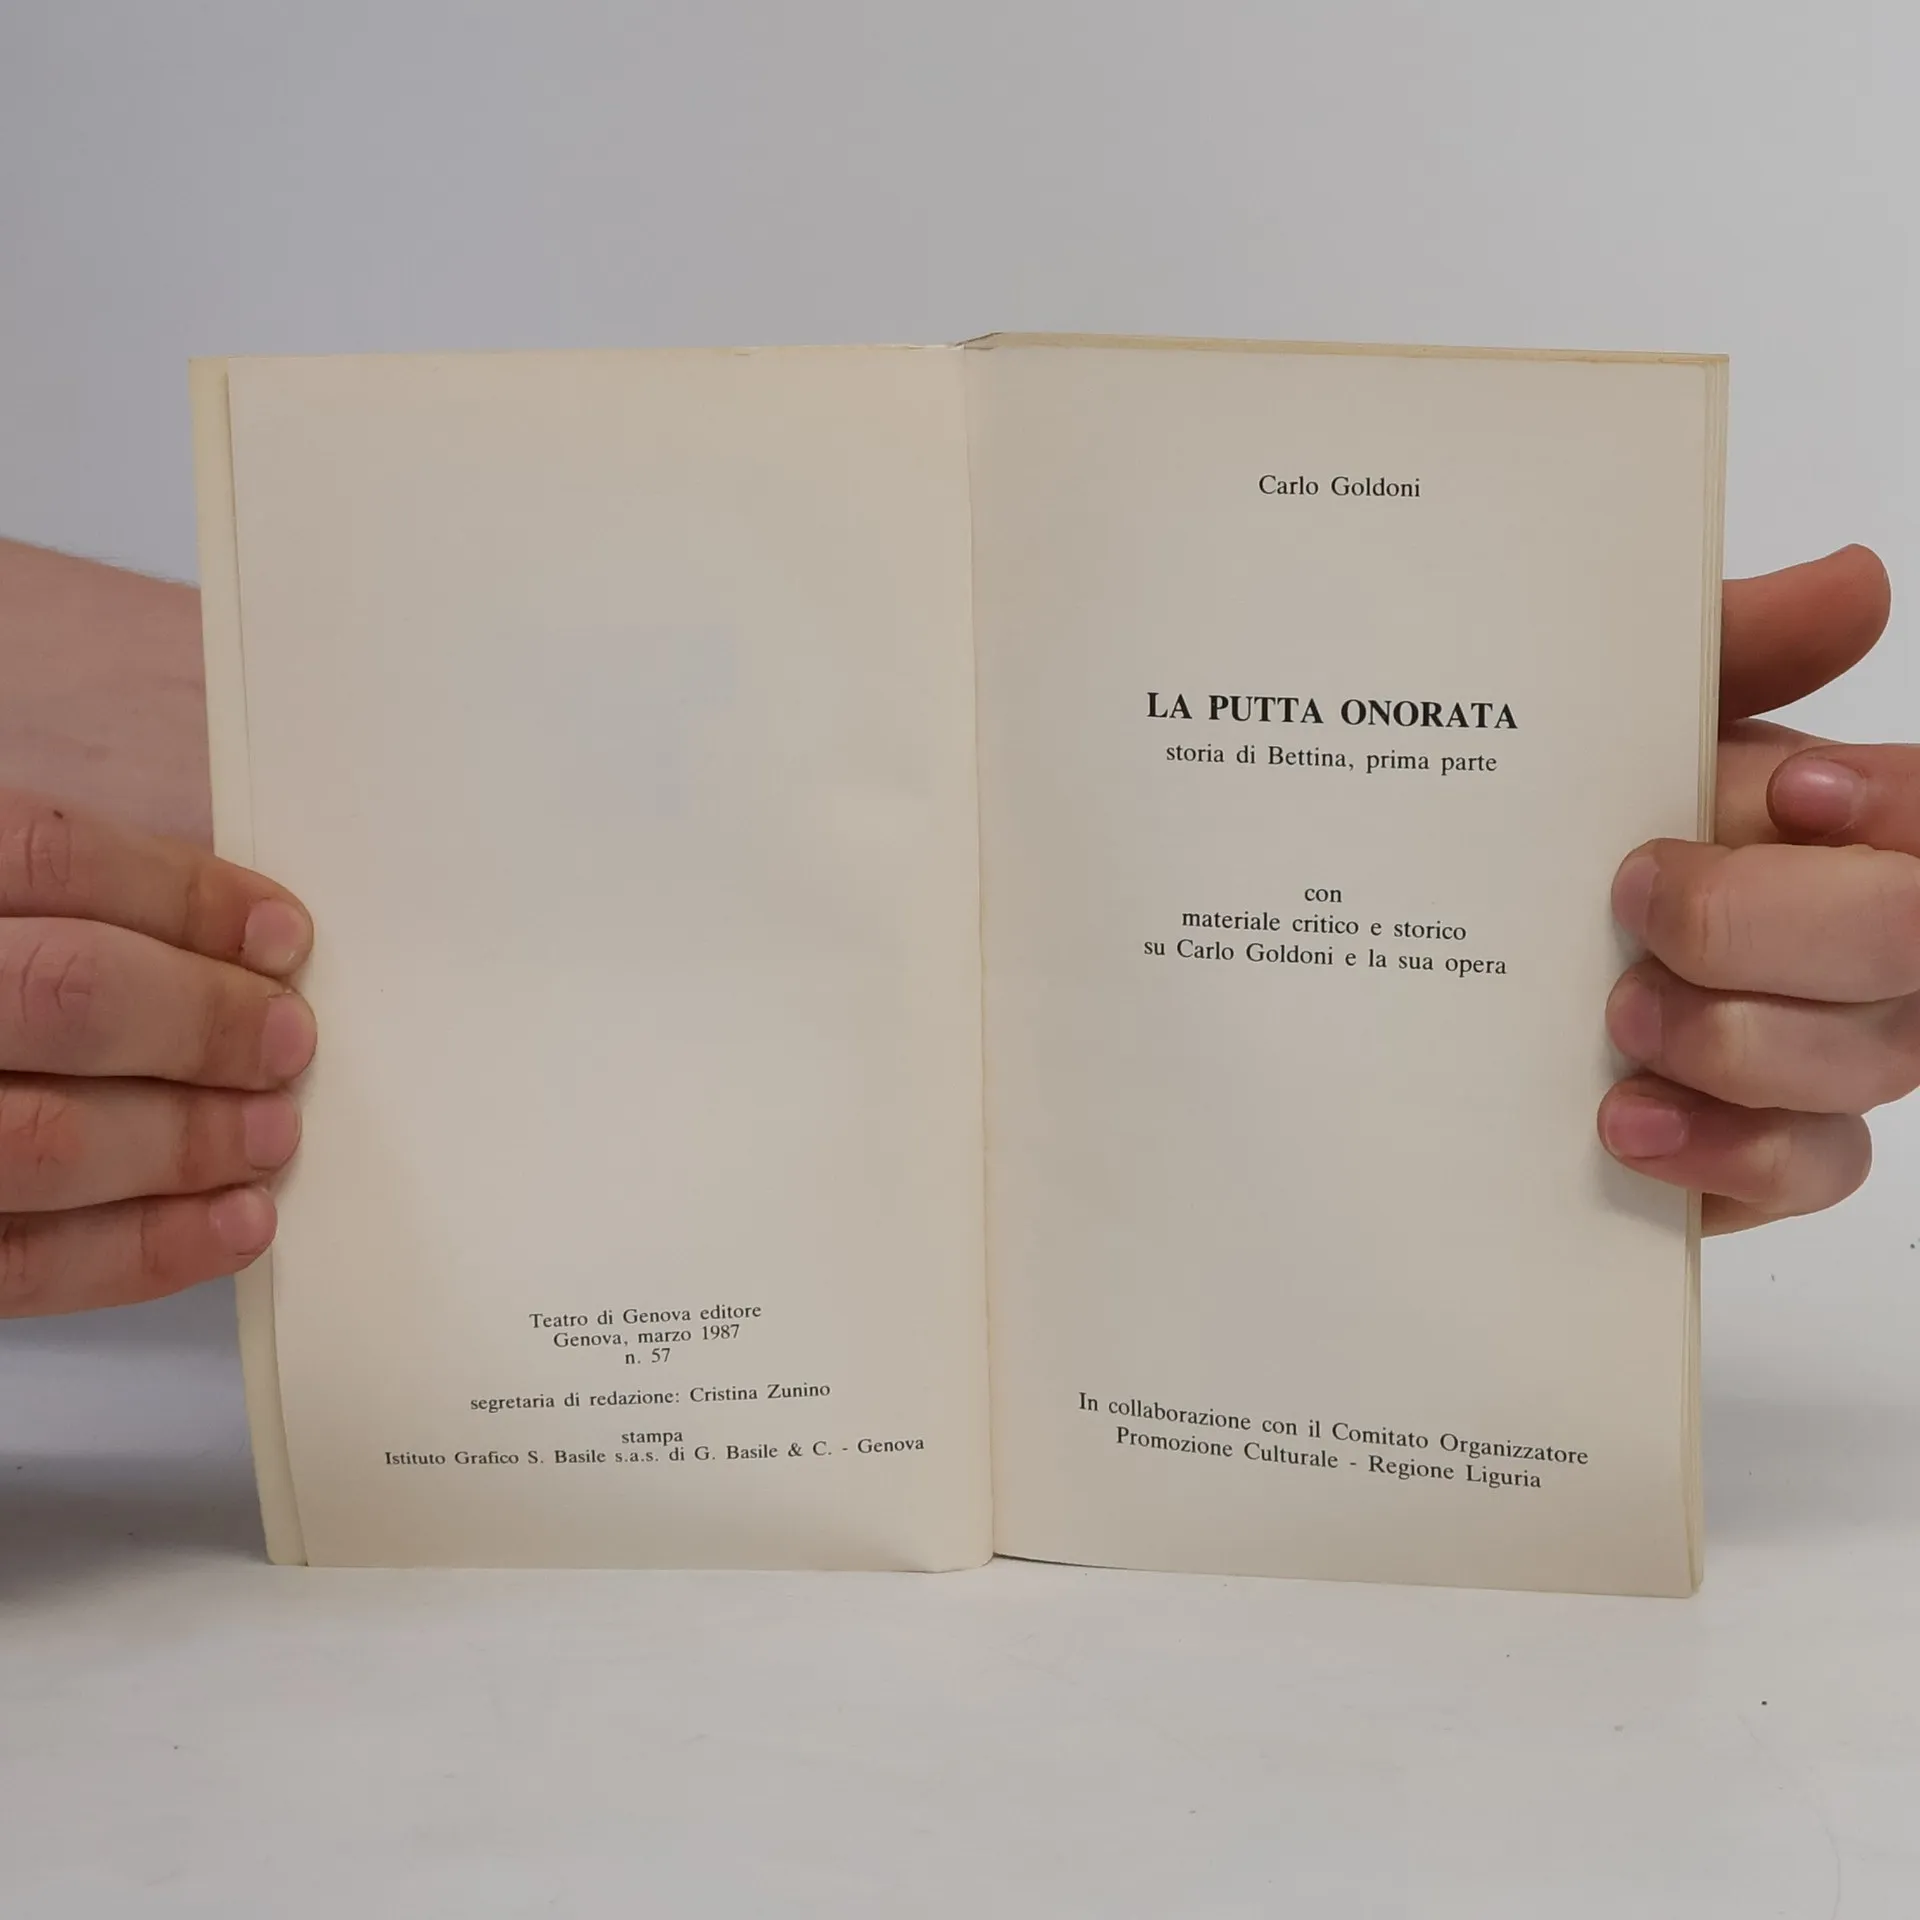 Teatro di Genova editore
Genova, marzo 1987
n. 57
segretaria di redazione: Cristina Zunino
stampa
Istituto Grafico S. Basile s.a.s. di G. Basile & C. - Genova
Carlo Goldoni
LA PUTTA ONORATA
storia di Bettina, prima parte
con
materiale critico e storico
su Carlo Goldoni e la sua opera
In collaborazione con il Comitato Organizzatore
Promozione Culturale - Regione Liguria